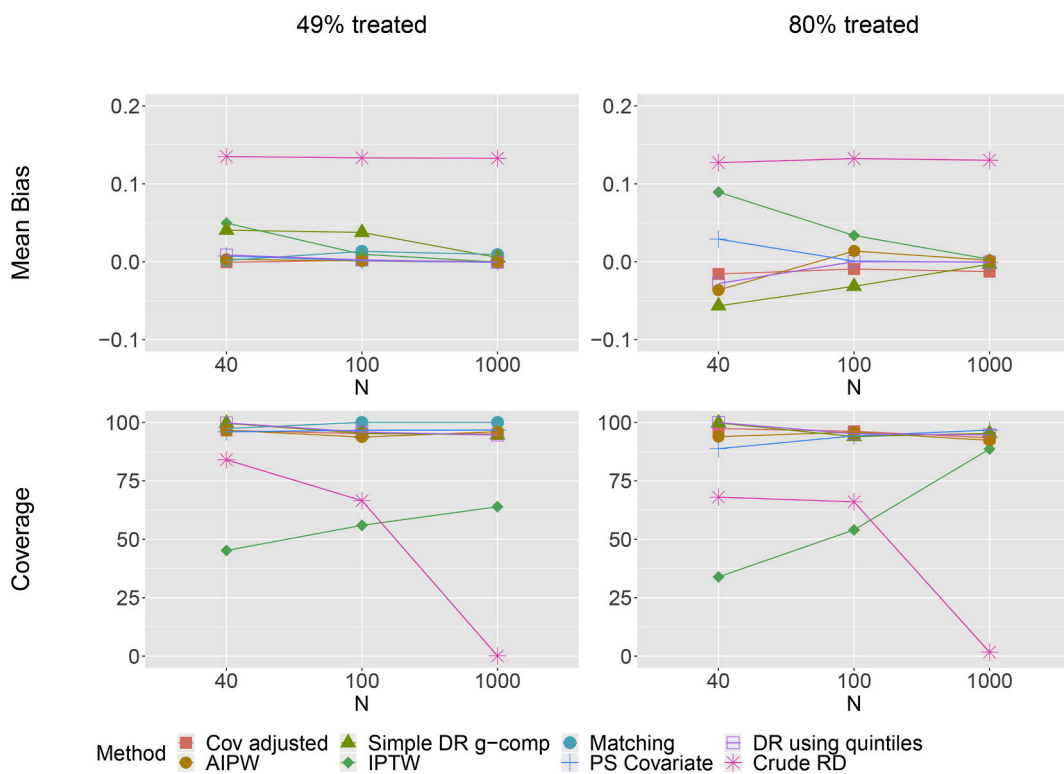 49% treated 80% treated
Mean Bias
0.2 0.2
0.1 0.1
0.0 0.0
−0.1 −0.1
40 100 1000 40 100 1000
N N
Coverage
100 100
75 75
50 50
25 25
0 0
40 100 1000 40 100 1000
N N
Method
Cov adjusted Simple DR g-comp Matching DR using quintiles
AIPW IPTW PS Covariate Crude RD